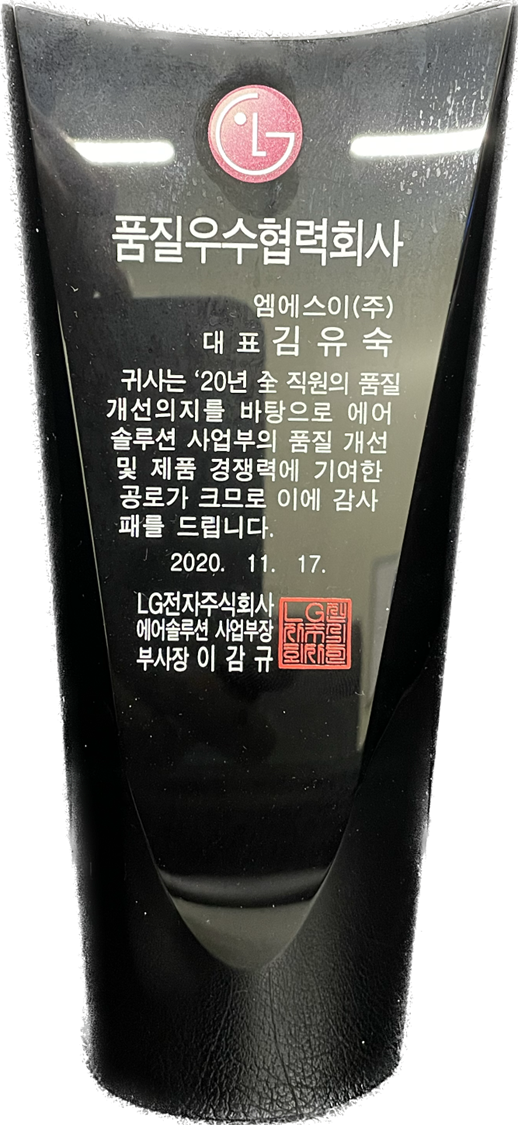 LG
품질우수협력회사
엠에스이(주)
대 표 김 유 숙
귀사는 '20년 全 직원의 품질
개선의지를 바탕으로 에어
솔루션 사업부의 품질 개선
및 제품 경쟁력에 기여한
공로가 크므로 이에 감사
패를 드립니다.
2020. 11. 17.
LG전자주식회사
에어솔루션 사업부장
부사장 이 감 규